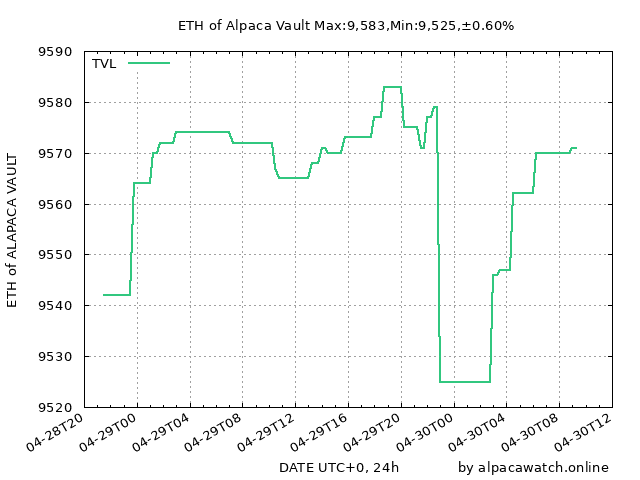 ETH of Alpaca Vault Max:9,583,Min:9,525,±0.60%
TVL
9590
9580
9570
9560
9550
9540
9530
9520
ETH of ALAPACA VAULT
04-28T20
04-29T00
04-29T04
04-29T08
04-29T12
04-29T16
04-29T20
04-30T00
04-30T04
04-30T08
04-30T12
DATE UTC+0, 24h
by alpacawatch.online